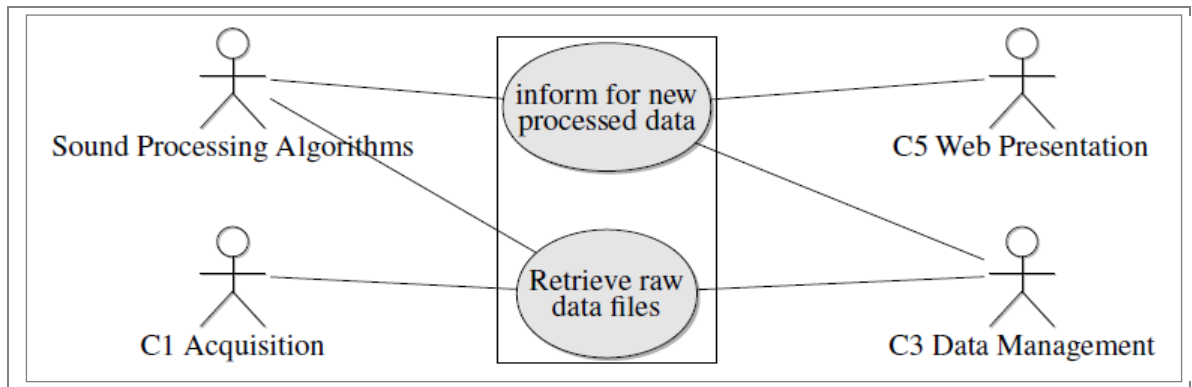 inform for new
processed data
Sound Processing Algorithms
C5 Web Presentation
Retrieve raw
data files
C1 Acquisition
C3 Data Management